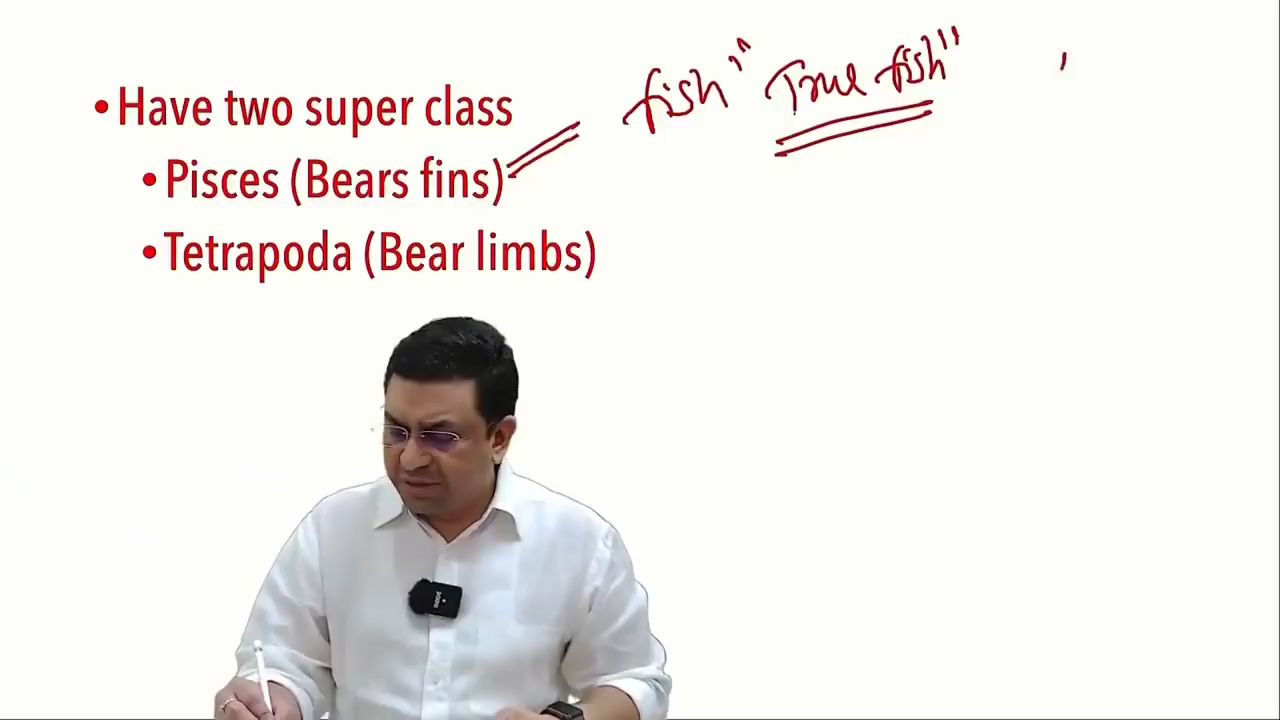 • Have two super class
fish" "True fish"
• Pisces (Bears fins)
• Tetrapoda (Bear limbs)